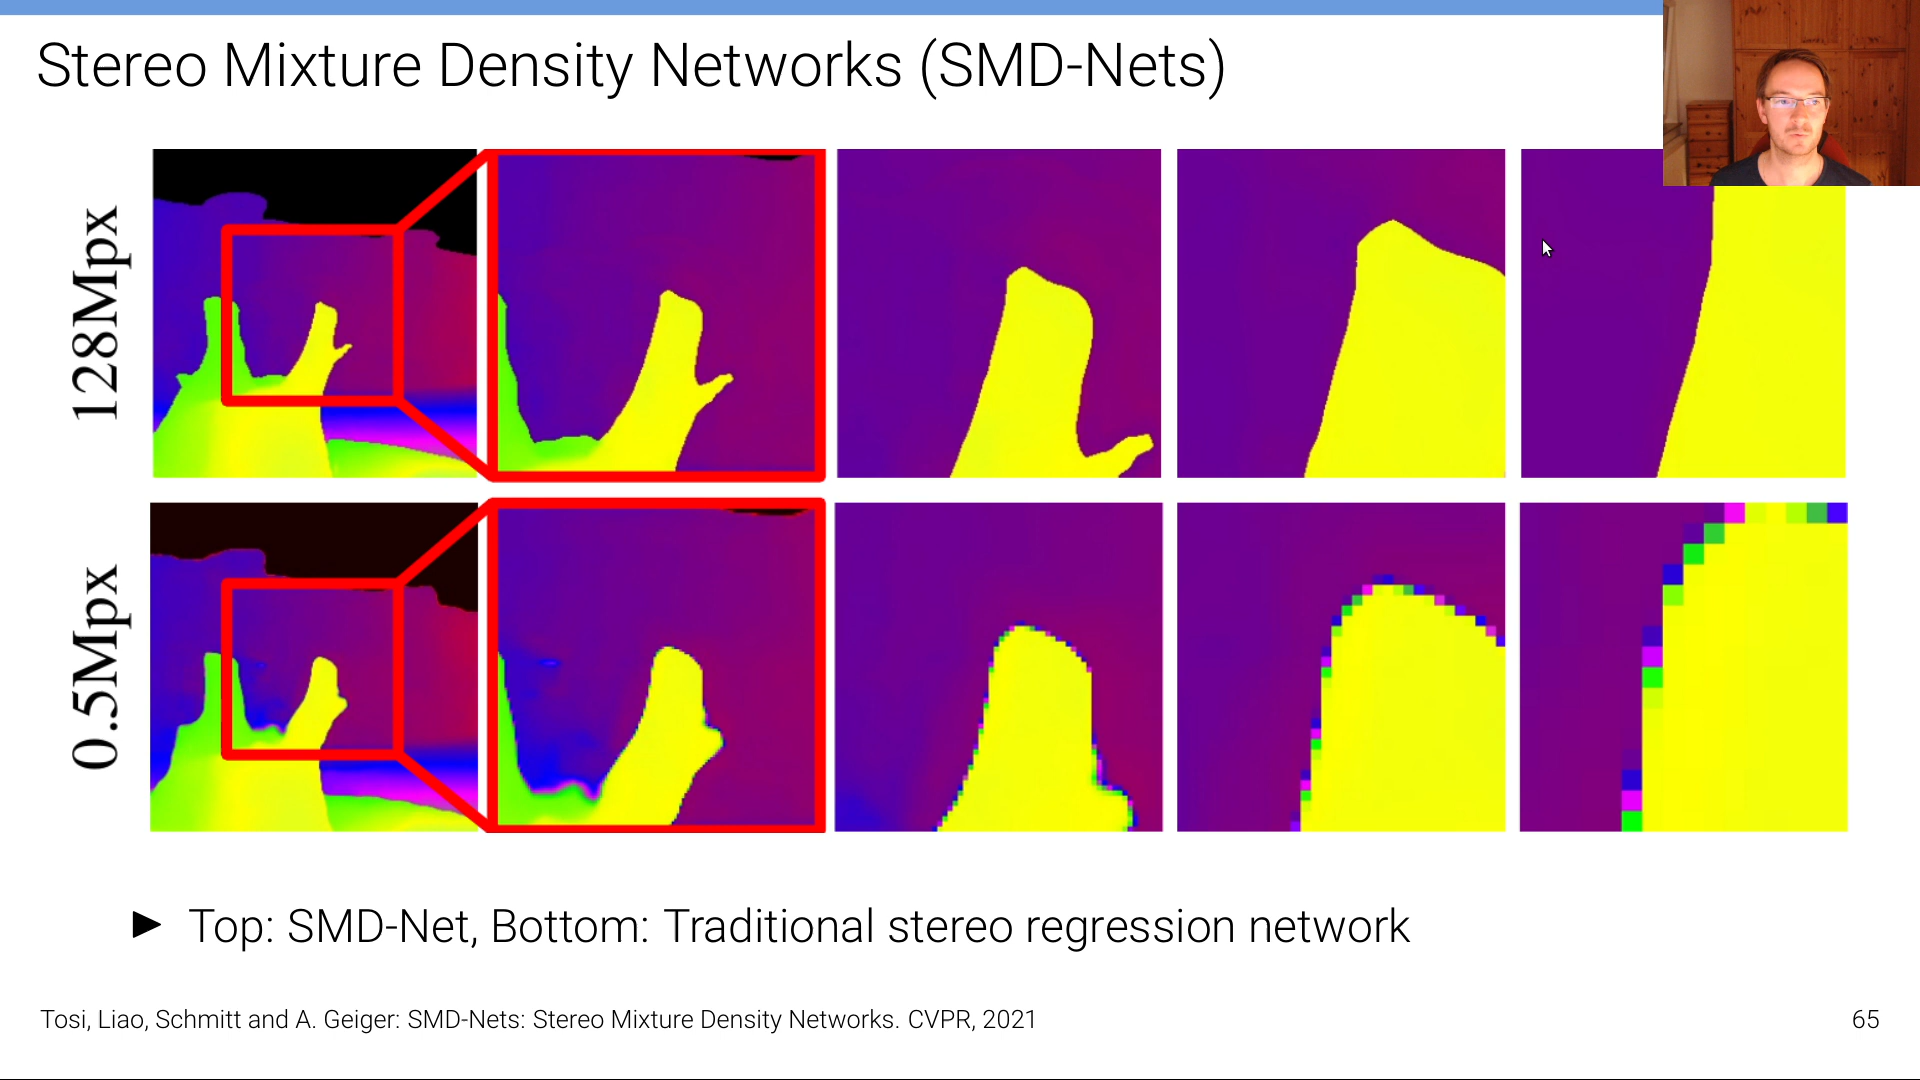 Stereo Mixture Density Networks (SMD-Nets)
128Mpx
0.5Mpx
► Top: SMD-Net, Bottom: Traditional stereo regression network
Tosi, Liao, Schmitt and A. Geiger: SMD-Nets: Stereo Mixture Density Networks. CVPR, 2021
65